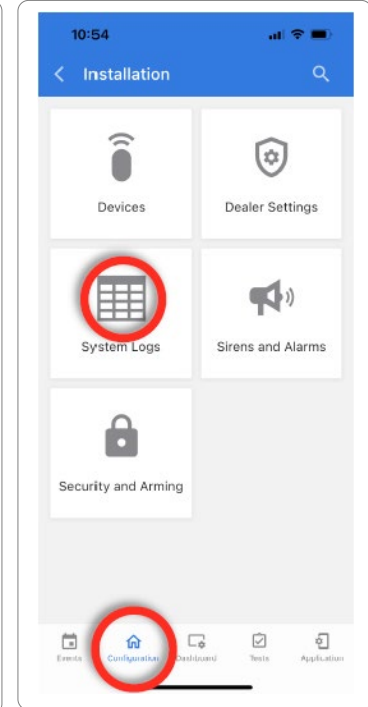 10:54
Installation
Devices
Dealer Settings
System Logs
Sirens and Alarms
Security and Arming
Events
Configuration
Dashboard
Tests
Application